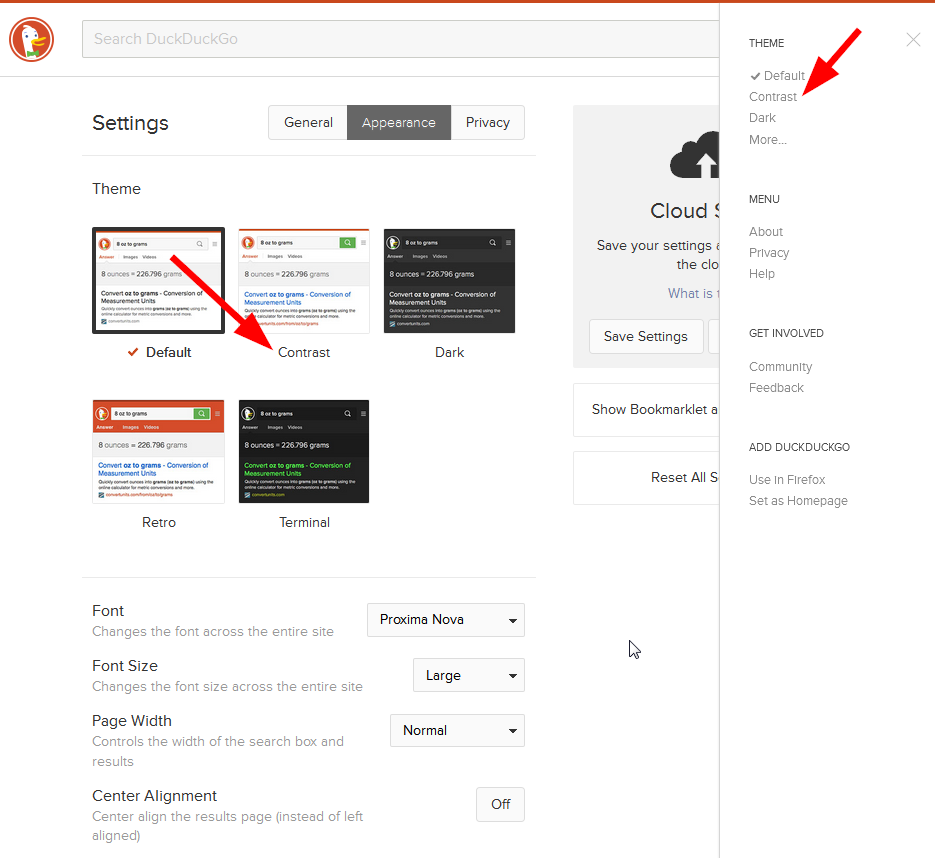 Search DuckDuckGo
Settings
General
Appearance
Privacy
Theme
8 oz to grams
Answer Images Videos
8 ounces = 226.796 grams
Convert oz to grams - Conversion of
Measurement Units
Quickly convert ounces into grams (oz to grams) using the
online calculator for metric conversions and more.
convertunits.com
Default
8 oz to grams
Answer Images Videos
8 ounces = 226.796 grams
Convert oz to grams - Conversion of
Measurement Units
Quickly convert ounces into grams (oz to grams) using the
online calculator for metric conversions and more.
convertunits.com/from/oz/to/grams
Contrast
8 oz to grams
Answer Images Videos
8 ounces = 226.796 grams
Convert oz to grams - Conversion of
Measurement Units
Quickly convert ounces into grams (oz to grams) using the
online calculator for metric conversions and more.
convertunits.com
Dark
8 oz to grams
Answer Images Videos
8 ounces = 226.796 grams
Convert oz to grams - Conversion of
Measurement Units
Quickly convert ounces into grams (oz to grams) using the
online calculator for metric conversions and more.
convertunits.com/from/oz/to/grams
Retro
8 oz to grams
Answer Images Videos
8 ounces = 226.796 grams
Convert oz to grams - Conversion of
Measurement Units
Quickly convert ounces into grams (oz to grams) using the
online calculator for metric conversions and more.
convertunits.com
Terminal
Font
Changes the font across the entire site
Proxima Nova
Font Size
Changes the font size across the entire site
Large
Page Width
Controls the width of the search box and
results
Normal
Center Alignment
Center align the results page (instead of left
aligned)
Off
Cloud S
Save your settings a
the clo
What is t
Save Settings
Show Bookmarklet a
Reset All Se
THEME
Default
Contrast
Dark
More...
MENU
About
Privacy
Help
GET INVOLVED
Community
Feedback
ADD DUCKDUCKGO
Use in Firefox
Set as Homepage